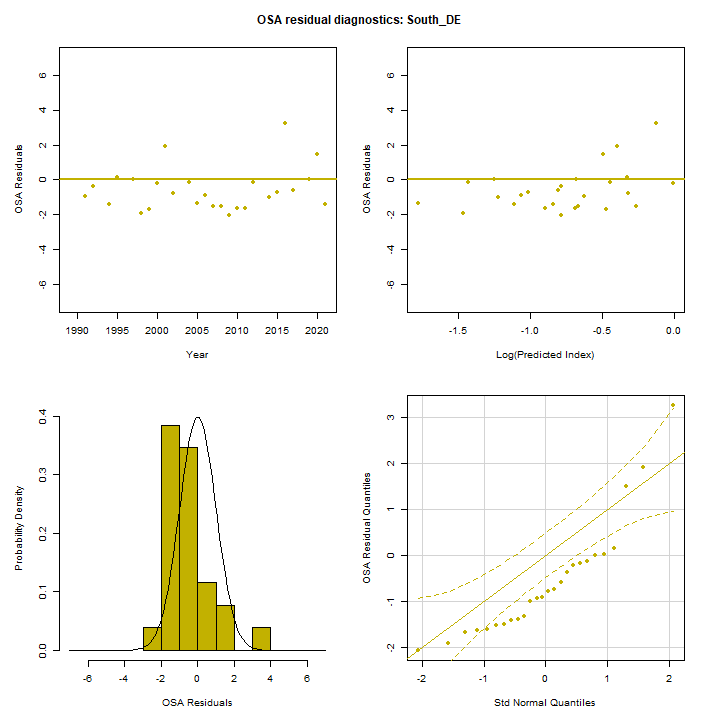 OSA residual diagnostics: South_DE
OSA Residuals
6
4
2
0
-2
-4
-6
1990 1995 2000 2005 2010 2015 2020
Year
OSA Residuals
6
4
2
0
-2
-4
-6
-1.5 -1.0 -0.5 0.0
Log(Predicted Index)
Probability Density
0.4
0.3
0.2
0.1
0.0
-6 -4 -2 0 2 4 6
OSA Residuals
OSA Residual Quantiles
3
2
1
0
-1
-2
-2 -1 0 1 2
Std Normal Quantiles